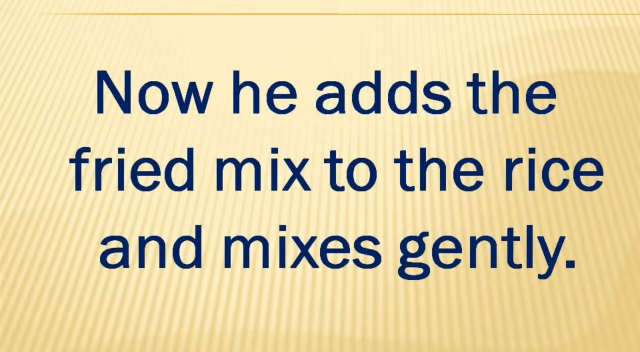 Now he adds the
fried mix to the rice
and mixes gently.